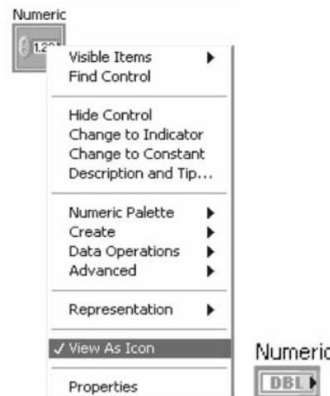 Numeric
Visible Items
Find Control
Hide Control
Change to Indicator
Change to Constant
Description and Tip...
Numeric Palette
Create
Data Operations
Advanced
Representation
✓ View As Icon
Properties
Numeric
DBL